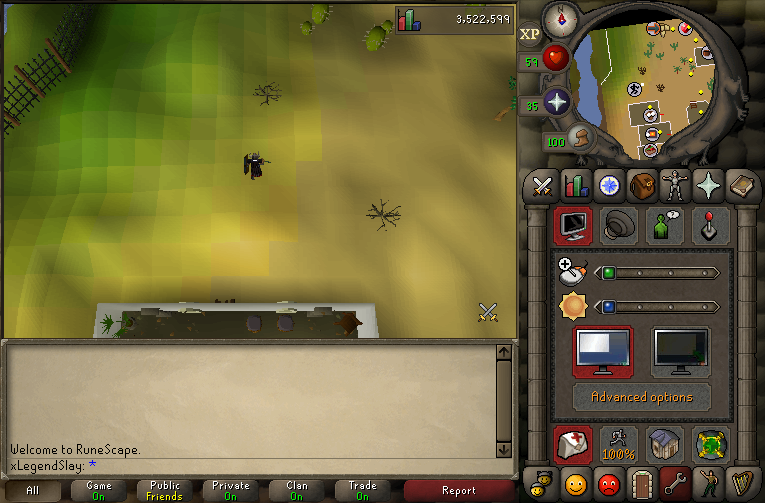 3,522,599
XP
59
35
100
Advanced options
Welcome to RuneScape.
xLegendSlay: *
100%
All
Game
On
Public
Friends
Private
On
Clan
On
Trade
On
Report